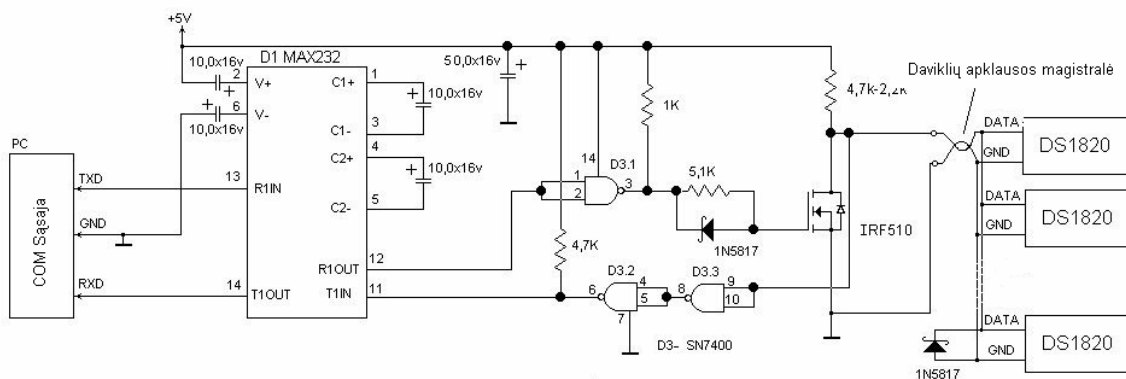 +5V
D1 MAX232
10,0x16v
2
V+
6
V-
10,0x16v
C1+
1
10,0x16v
C1-
3
C2+
4
10,0x16v
C2-
5
50,0x16v
1K
4,7k-2,2k
Daviklių apklausos magistralė
PC
COM Sąsaja
TXD
13
R1IN
GND
RXD
14
T1OUT
R1OUT
12
T1IN
11
4,7K
14
1
2
D3.1
3
5,1K
1N5817
IRF510
D3.2
6
4
5
7
D3.3
8
9
10
D3- SN7400
DATA
GND
DS1820
DATA
GND
DS1820
DATA
GND
DS1820
1N5817